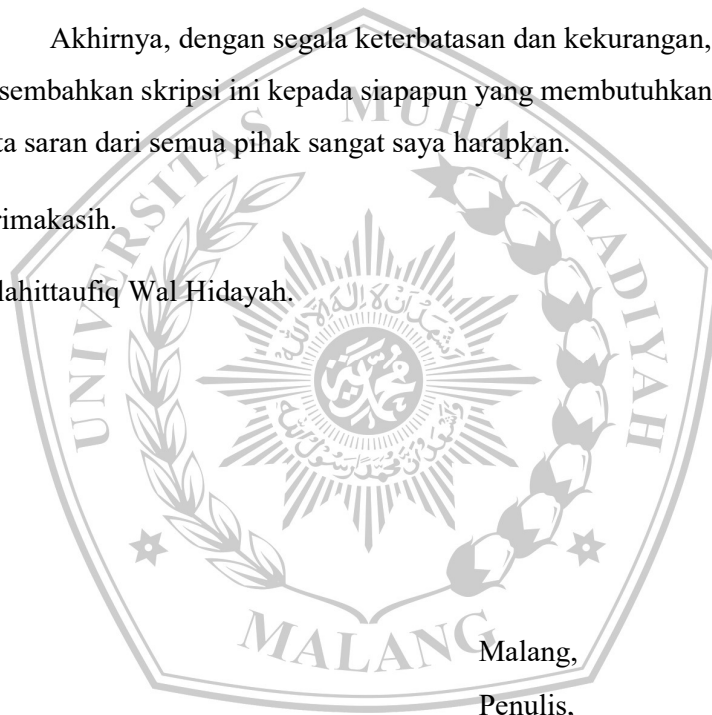 Akhirnya, dengan segala keterbatasan dan kekurangan,
sembahkan skripsi ini kepada siapapun yang membutuhkan
ta saran dari semua pihak sangat saya harapkan.
rimakasih.
lahittaufiq Wal Hidayah.
UNIVERSITAS MUHAMMADIYAH
MALANG
Malang,
Penulis,